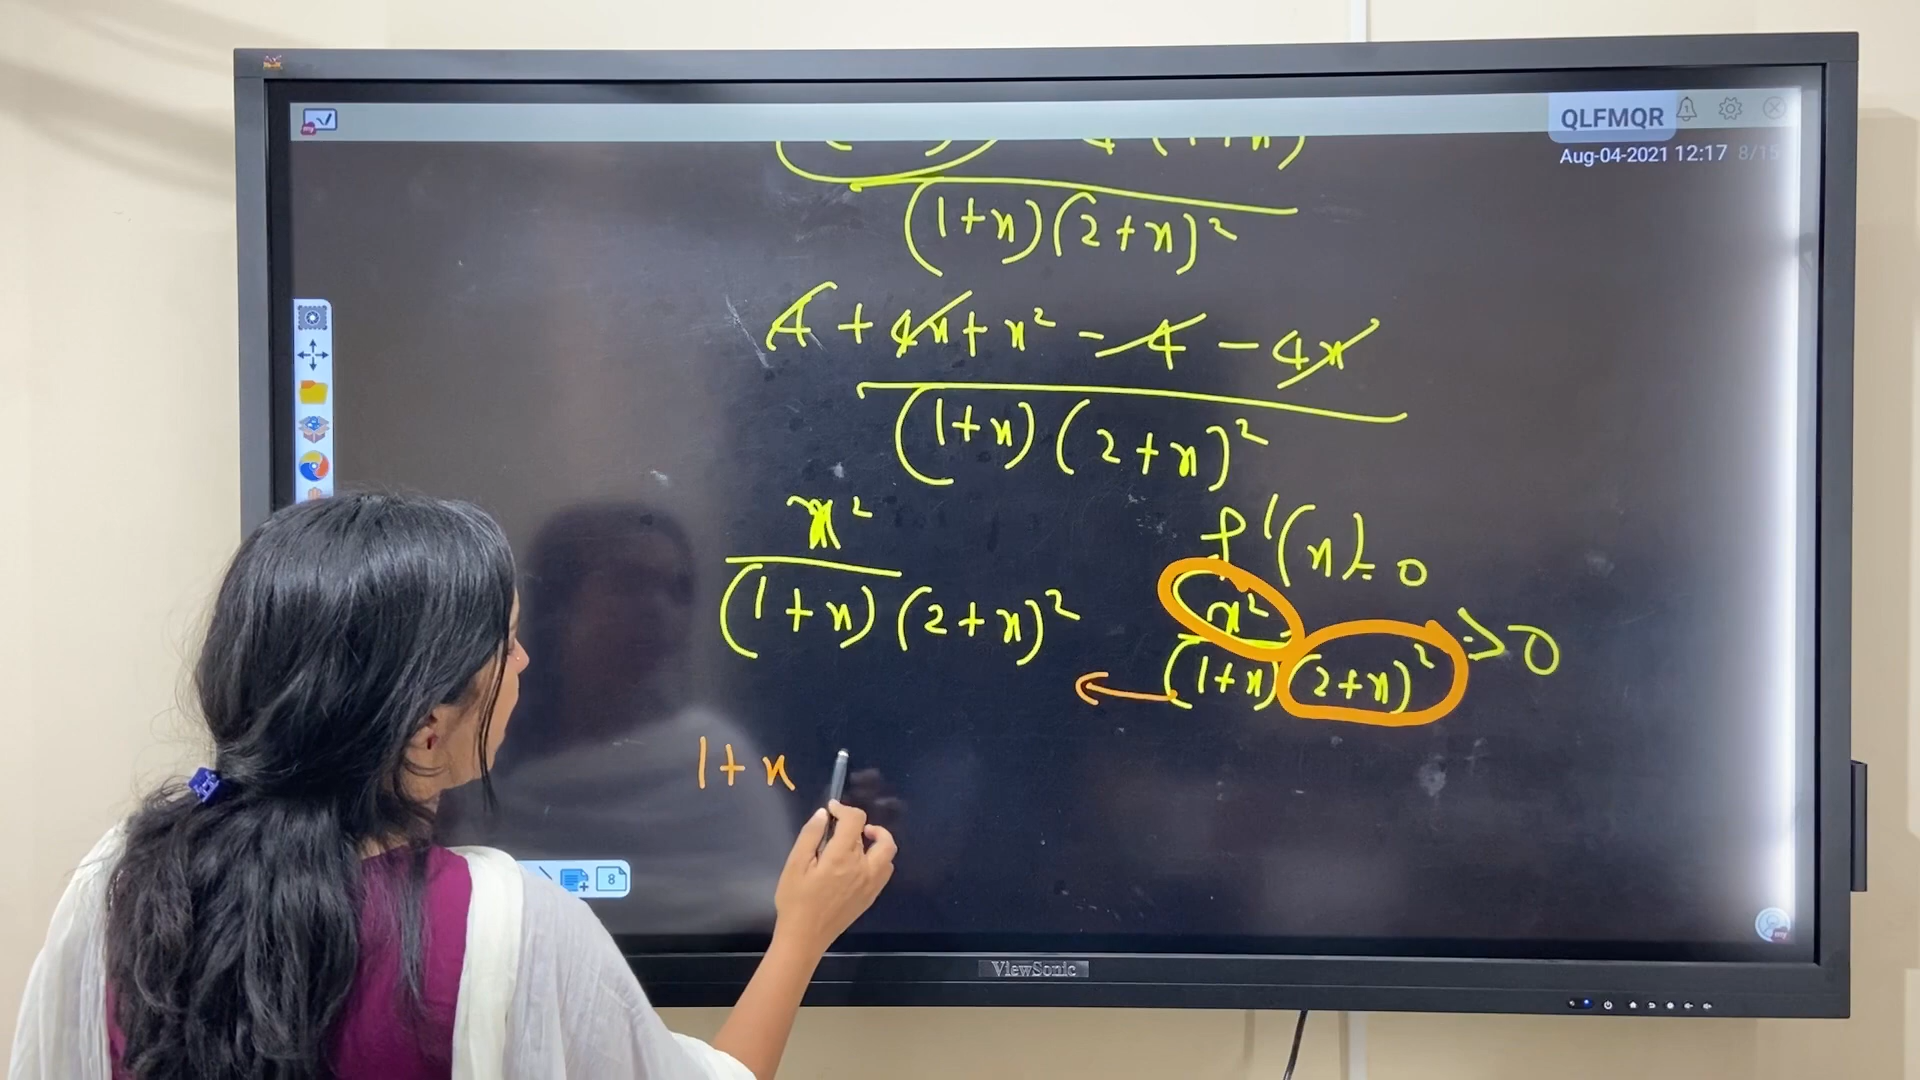 QLFMQR
Aug-04-2021 12:17 8/15
(1+x)(2+x)²
4 + 4x + x² - 4 - 4x
(1+x)(2+x)²
x²
(1+x)(2+x)²
f'(x) = 0
x²
(1+x)(2+x)² > 0
1+x
8
ViewSonic